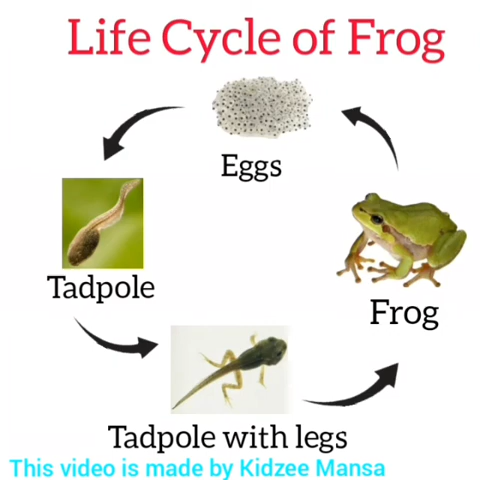 Life Cycle of Frog
Eggs
Tadpole
Frog
Tadpole with legs
This video is made by Kidzee Mansa